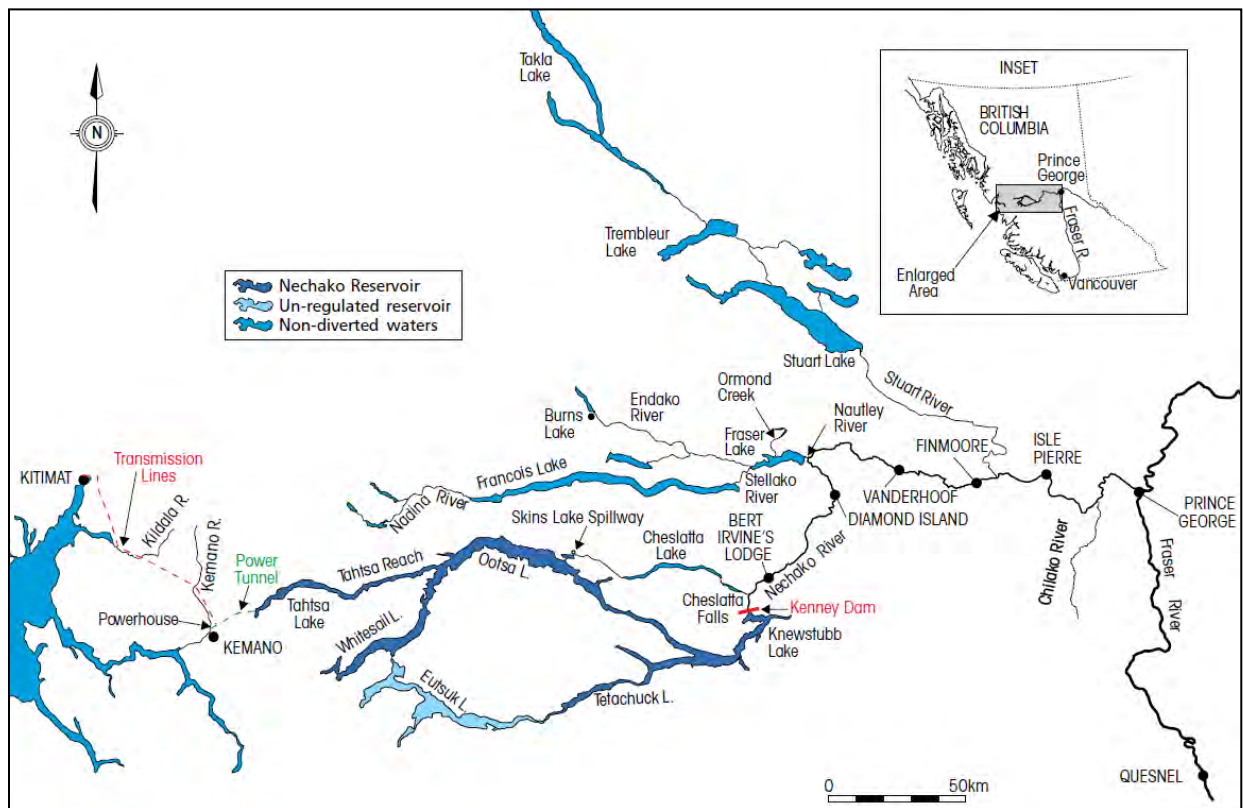 Takla
Lake
N
INSET
BRITISH
COLUMBIA
Prince
George
Fraser R.
Enlarged
Area
Vancouver
Trembleur
Lake
Nechako Reservoir
Un-regulated reservoir
Non-diverted waters
Stuart Lake
Stuart River
Ormond
Creek
Endako
River
Burns
Lake
Fraser
Lake
Nautley
River
FINMOORE
ISLE
PIERRE
KITIMAT
Transmission
Lines
Francois Lake
Nadina River
Stellako
River
VANDERHOOF
DIAMOND ISLAND
PRINCE
GEORGE
Kildala R.
Kemano R.
Skins Lake Spillway
Cheslatta
Lake
BERT
IRVINE'S
LODGE
Nechako River
Power
Tunnel
Tahtsa Reach
Ootsa L.
Chilako River
Fraser
River
Powerhouse
Tahtsa
Lake
Cheslatta
Falls
Kenney Dam
KEMANO
Whitesail L.
Knewstubb
Lake
Eutsuk L.
Tetachuck L.
0 50km
QUESNEL